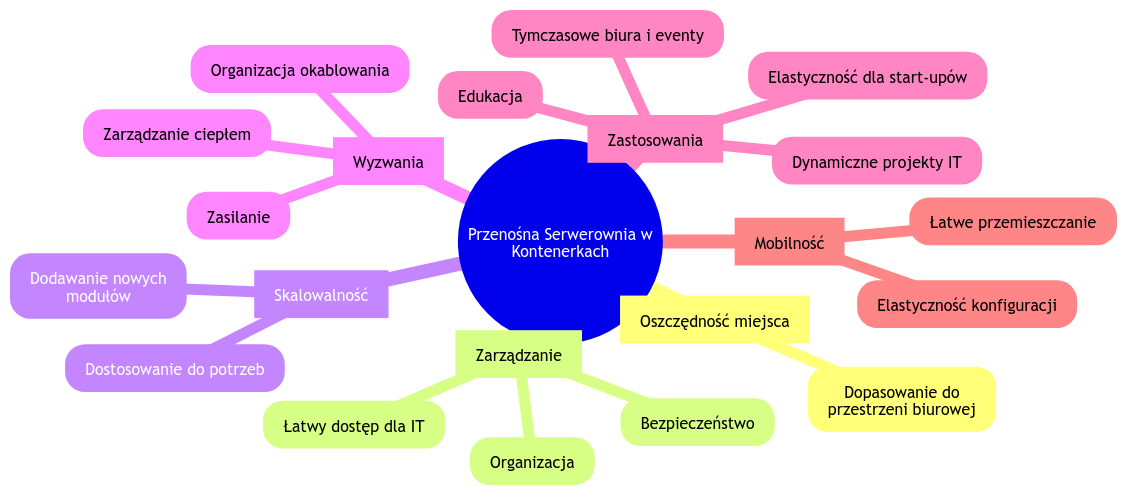 Przenośna Serwerownia w
Kontenerkach
Mobilność
Łatwe przemieszczanie
Elastyczność konfiguracji
Oszczędność miejsca
Dopasowanie do
przestrzeni biurowej
Zarządzanie
Łatwy dostęp dla IT
Organizacja
Bezpieczeństwo
Skalowalność
Dodawanie nowych
modułów
Dostosowanie do potrzeb
Wyzwania
Organizacja okablowania
Zarządzanie ciepłem
Zasilanie
Zastosowania
Edukacja
Tymczasowe biura i eventy
Elastyczność dla start-upów
Dynamiczne projekty IT